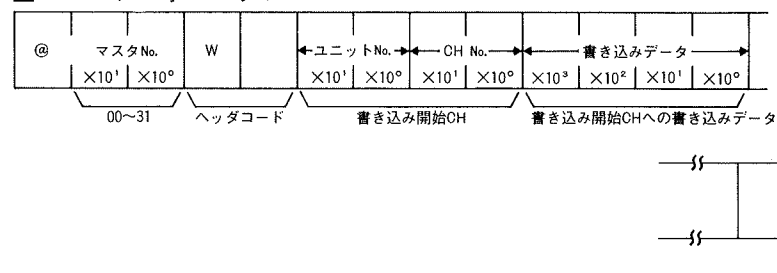 @ マスタNo. W ユニットNo. CH No. 書き込みデータ
×10¹ ×10⁰ ×10¹ ×10⁰ ×10¹ ×10⁰ ×10³ ×10² ×10¹ ×10⁰
00～31 ヘッダコード 書き込み開始CH 書き込み開始CHへの書き込みデータ